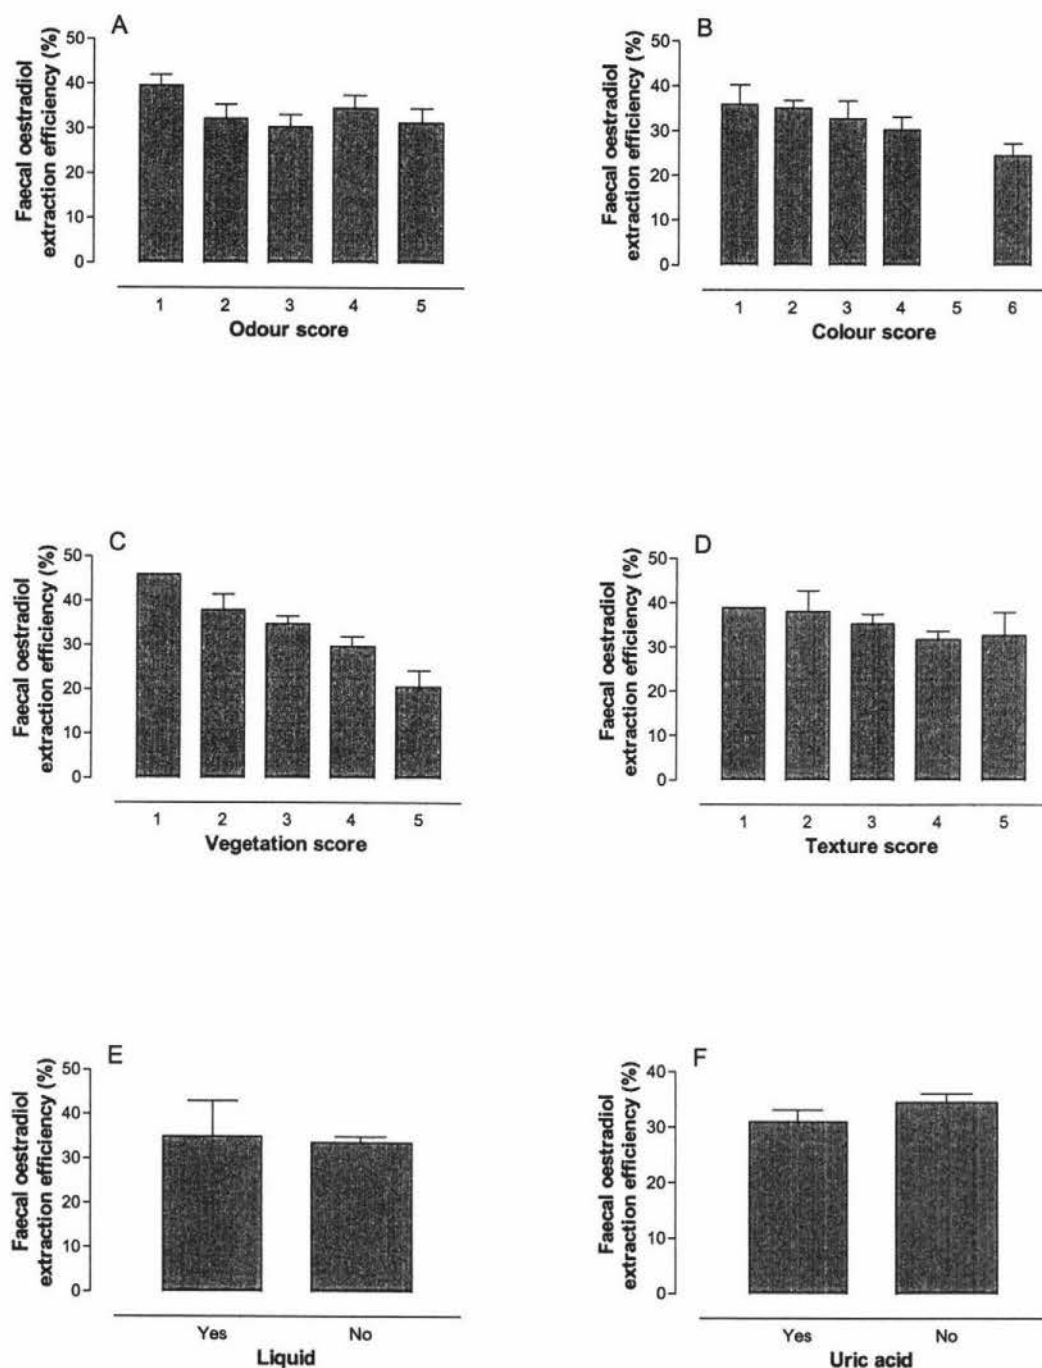 A
Faecal oestradiol
extraction efficiency (%)
50
40
30
20
10
0
1 2 3 4 5
Odour score
B
Faecal oestradiol
extraction efficiency (%)
50
40
30
20
10
0
1 2 3 4 5 6
Colour score
C
Faecal oestradiol
extraction efficiency (%)
50
40
30
20
10
0
1 2 3 4 5
Vegetation score
D
Faecal oestradiol
extraction efficiency (%)
50
40
30
20
10
0
1 2 3 4 5
Texture score
E
Faecal oestradiol
extraction efficiency (%)
50
40
30
20
10
0
Yes No
Liquid
F
Faecal oestradiol
extraction efficiency (%)
40
30
20
10
0
Yes No
Uric acid